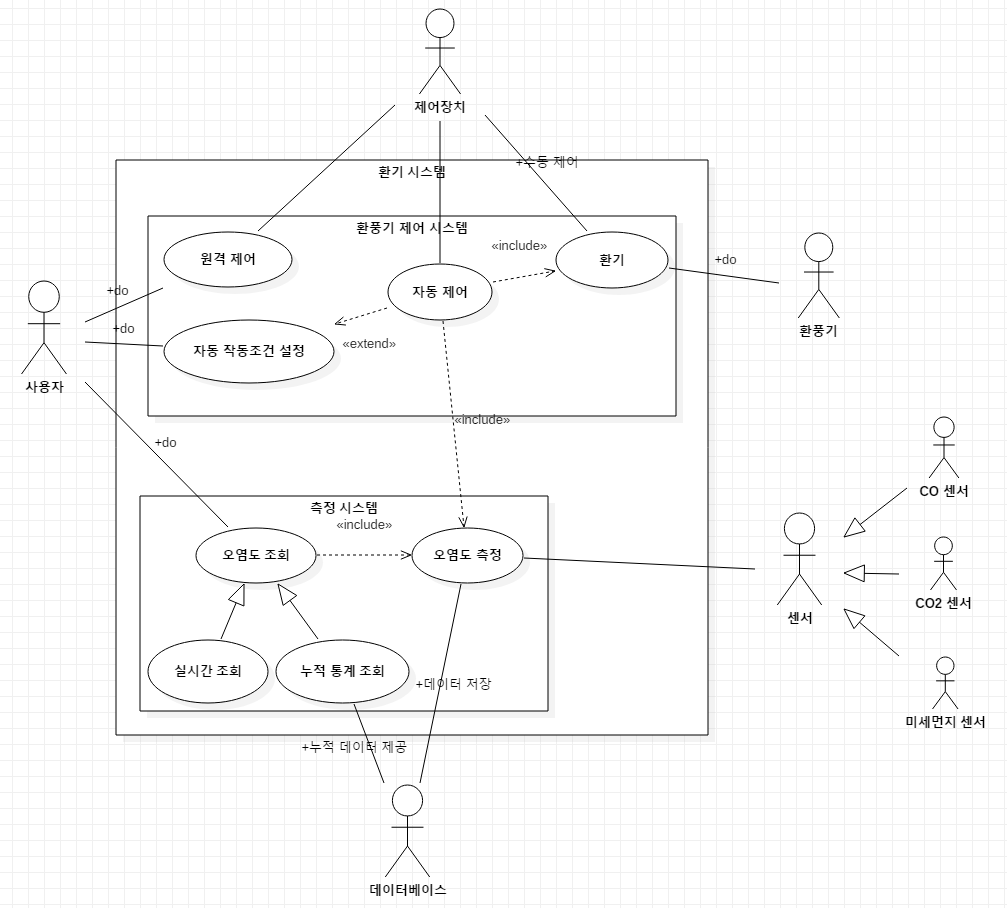 제어장치
+수동 제어
환기 시스템
환풍기 제어 시스템
«include»
원격 제어
환기
+do
자동 제어
+do
환풍기
+do
«extend»
자동 작동조건 설정
사용자
«include»
+do
CO 센서
측정 시스템
«include»
오염도 조회
오염도 측정
CO2 센서
센서
실시간 조회
누적 통계 조회
+데이터 저장
미세먼지 센서
+누적 데이터 제공
데이터베이스